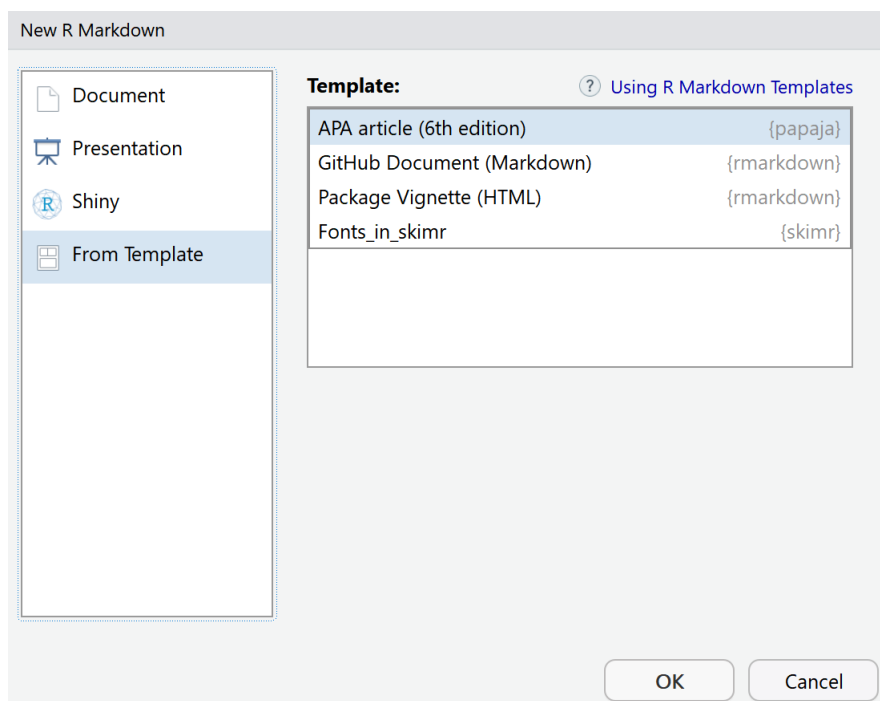 New R Markdown
Document
Presentation
R Shiny
From Template
Template: ? Using R Markdown Templates
APA article (6th edition) {papaja}
GitHub Document (Markdown) {rmarkdown}
Package Vignette (HTML) {rmarkdown}
Fonts_in_skimr {skimr}
OK Cancel